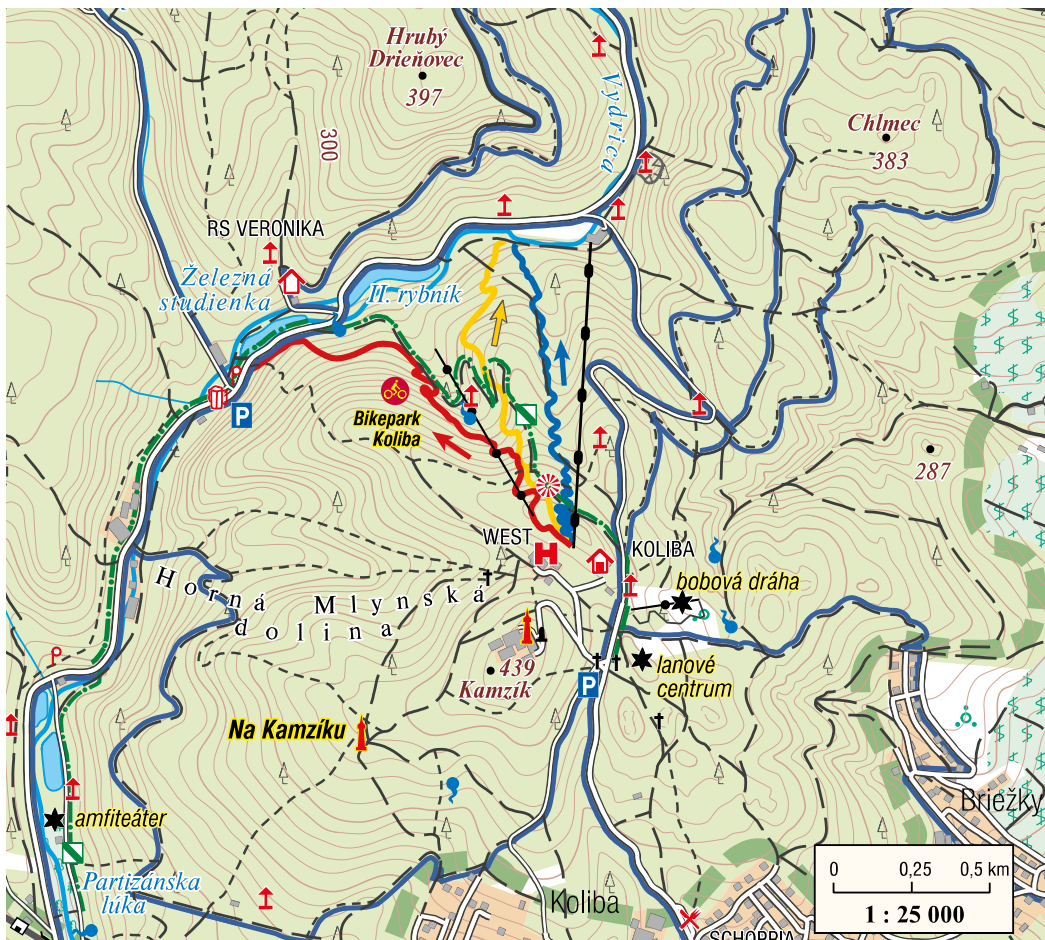 Hrubý
Drieňovec
397
Vydrica
Chlmec
383
300
RS VERONIKA
Železná
studienka
II. rybník
P
Bikepark
Koliba
287
WEST
H
KOLIBA
bobová dráha
Horná Mlynská
dolina
439
Kamzík
lanové
centrum
P
Na Kamzíku
amfiteáter
Briežky
Partizánska
lúka
Koliba
0 0,25 0,5 km
1 : 25 000